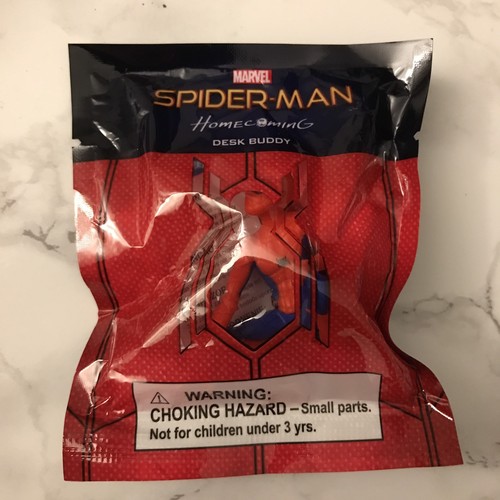 MARVEL
SPIDER-MAN
HOMECOMING
DESK BUDDY
WARNING:
CHOKING HAZARD – Small parts.
Not for children under 3 yrs.